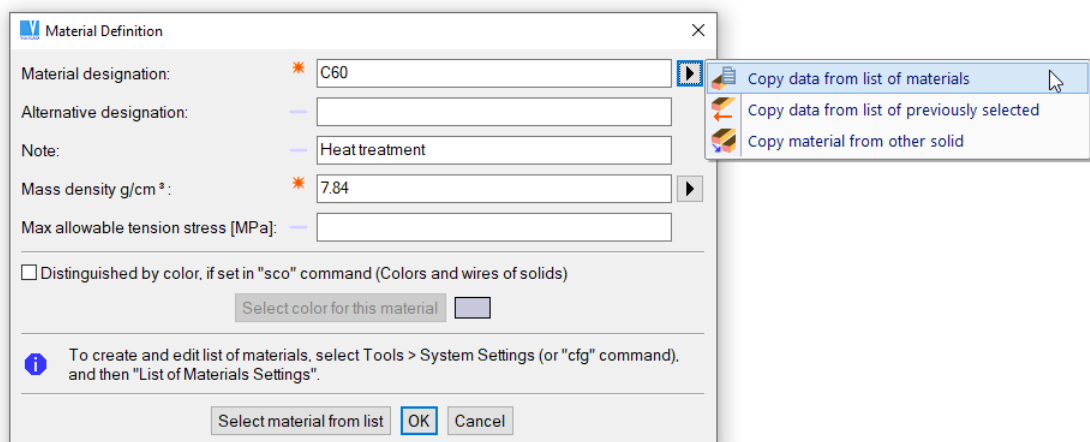 Material Definition
Material designation:
C60
Copy data from list of materials
Alternative designation:
Copy data from list of previously selected
Note:
Heat treatment
Copy material from other solid
Mass density g/cm³:
7.84
Max allowable tension stress [MPa]:
Distinguished by color, if set in "sco" command (Colors and wires of solids)
Select color for this material
To create and edit list of materials, select Tools > System Settings (or "cfg" command),
and then "List of Materials Settings".
Select material from list
OK
Cancel